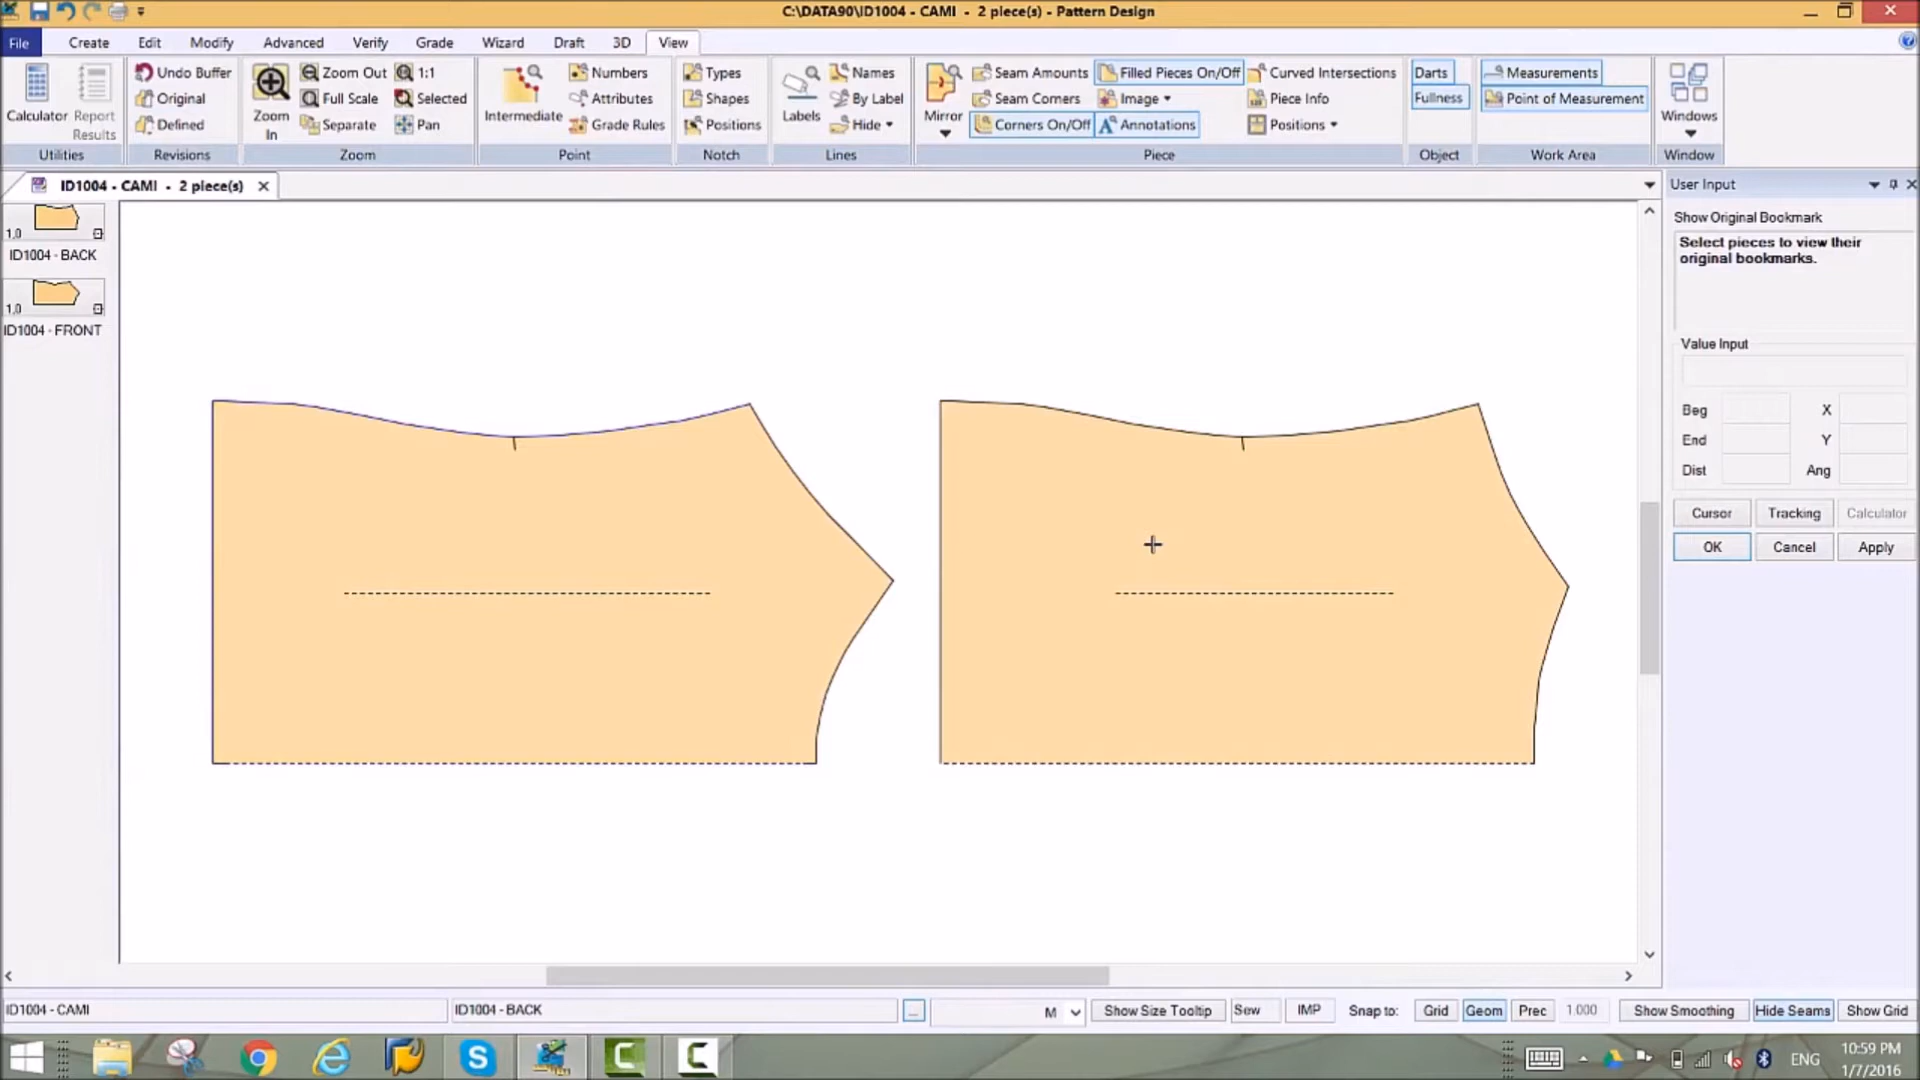 C:\DATA90\ID1004 - CAMI - 2 piece(s) - Pattern Design
File Create Edit Modify Advanced Verify Grade Wizard Draft 3D View
Undo Buffer Zoom Out 1:1 Numbers Types Names Seam Amounts Filled Pieces On/Off Curved Intersections Darts Measurements
Original Full Scale Selected Attributes Shapes By Label Seam Corners Image Piece Info Fullness Point of Measurement
Calculator Report Results Zoom In Intermediate Labels Mirror Windows
Defined Separate Pan Grade Rules Positions Hide Corners On/Off Annotations Positions
Utilities Revisions Zoom Point Notch Lines Piece Object Work Area Window
ID1004 - CAMI - 2 piece(s)
User Input
1,0
ID1004 - BACK
1,0
ID1004 - FRONT
Show Original Bookmark
Select pieces to view their
original bookmarks.
Value Input
Beg X
End Y
Dist Ang
Cursor Tracking Calculator
OK Cancel Apply
ID1004 - CAMI ID1004 - BACK ... M Show Size Tooltip Sew IMP Snap to: Grid Geom Prec 1.000 Show Smoothing Hide Seams Show Grid
ENG
10:59 PM
1/7/2016